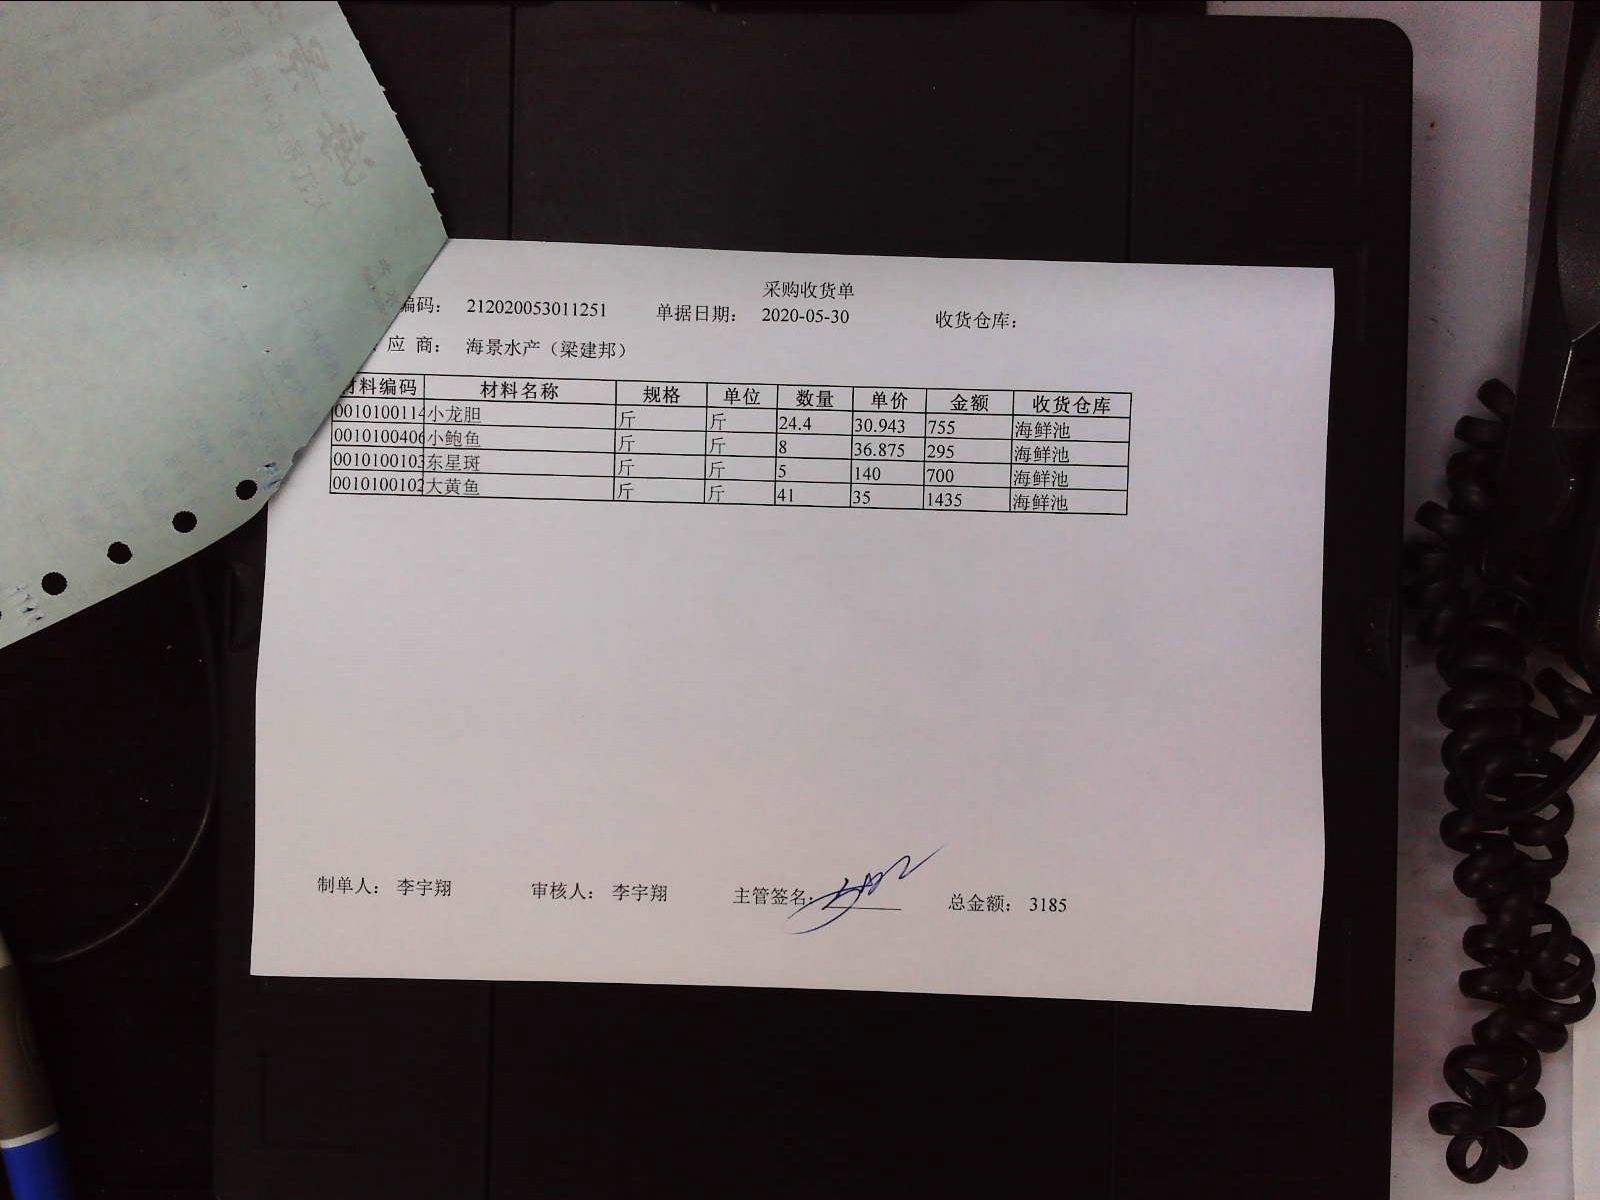 采购收货单
编码： 212020053011251 单据日期： 2020-05-30 收货仓库：
应 商： 海景水产（梁建邦）
材料编码 材料名称 规格 单位 数量 单价 金额 收货仓库
0010100114 小龙胆 斤 斤 24.4 30.943 755 海鲜池
0010100406 小鲍鱼 斤 斤 8 36.875 295 海鲜池
0010100103 东星斑 斤 斤 5 140 700 海鲜池
0010100102 大黄鱼 斤 斤 41 35 1435 海鲜池
制单人： 李宇翔 审核人： 李宇翔 主管签名: 总金额： 3185